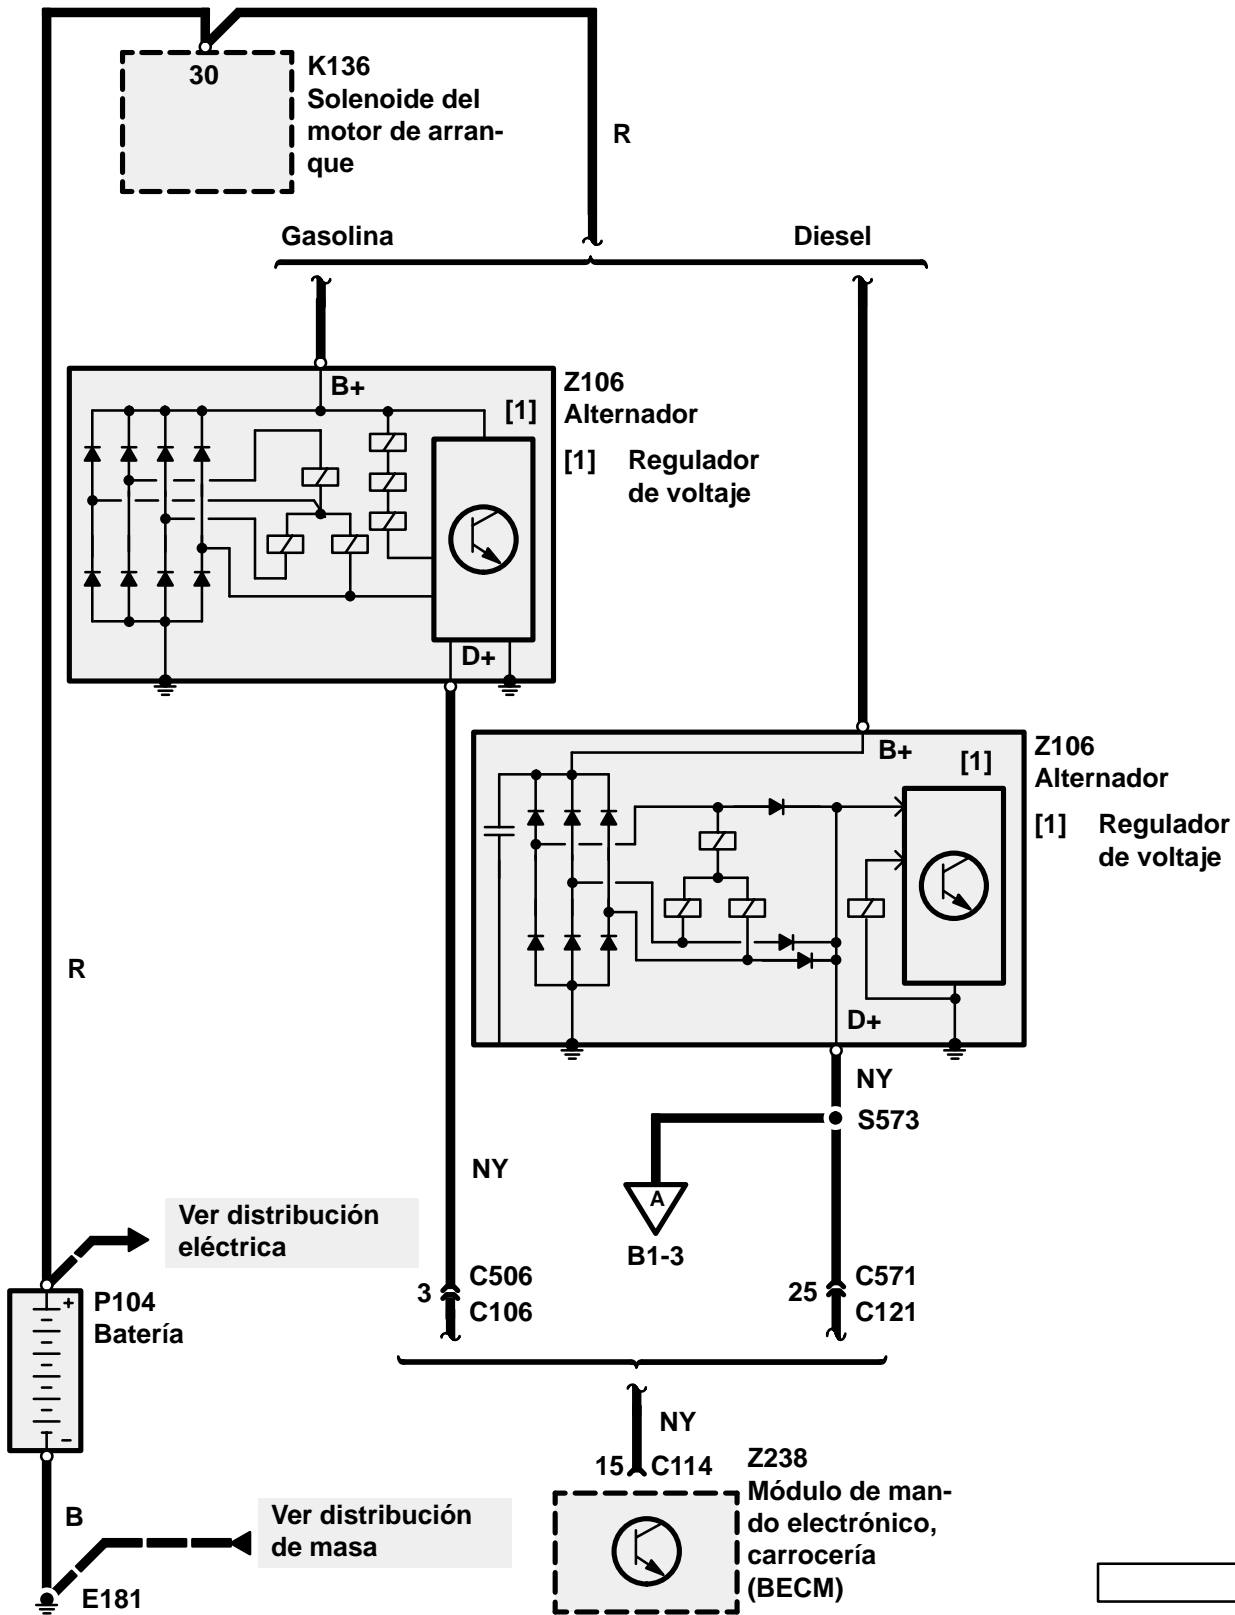 30
K136
Solenoide del
motor de arran-
que
R
Gasolina
Diesel
B+
[1]
Z106
Alternador
[1] Regulador
de voltaje
D+
B+
[1]
Z106
Alternador
[1] Regulador
de voltaje
R
D+
NY
S573
NY
A
B1-3
Ver distribución
eléctrica
3
C506
C106
25
C571
C121
+
P104
Batería
–
NY
15
C114
Z238
Módulo de man-
do electrónico,
carrocería
(BECM)
B
Ver distribución
de masa
E181